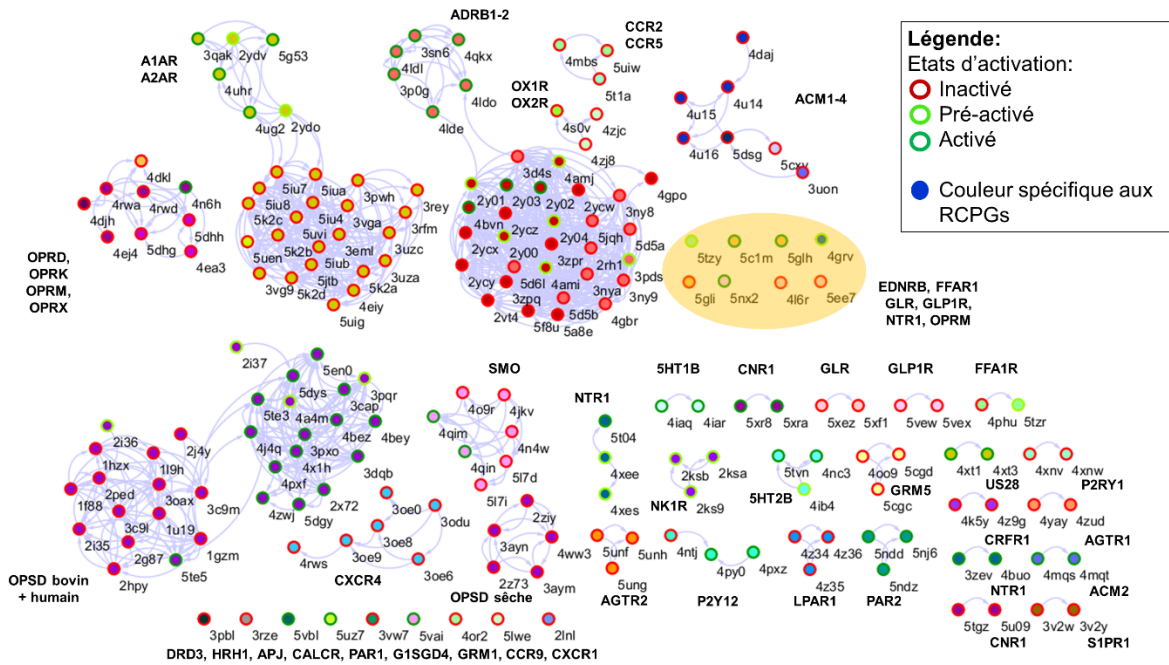 A1AR
A2AR
3qak
2ydv
5g53
4uhr
4ug2
2ydo
ADRB1-2
3sn6
4qkx
4ldl
3p0g
4ldo
4lde
CCR2
CCR5
4mbs
5uiw
5t1a
OX1R
OX2R
4s0v
4zjc
4zj8
4daj
4u14
4u15
ACM1-4
4u16
5dsg
5cxv
3uon
Légende:
Etats d'activation:
Inactivé
Pré-activé
Activé
Couleur spécifique aux
RCPGs
4dkl
4rwa
4rwd
4n6h
4djh
5dhh
4ej4
5dhg
4ea3
OPRD,
OPRK
OPRM,
OPRX
5iu7
5iua
3pwh
5iu8
3rey
5k2c
5iu4
3vga
5uvi
3rfm
5k2b
3eml
3uzc
5uen
5iub
5jtb
3uza
3vg9
5k2d
5k2a
4eiy
5uig
3d4s
4amj
4gpo
2y01
2y03
2y02
2ycw
3ny8
4bvn
2ycz
2y04
5jqh
5d5a
2ycx
2y00
3zpr
2rh1
3pds
2ycy
5d6l
4ami
3nya
3ny9
3zpq
2vt4
5d5b
4gbr
5f8u
5a8e
5tzy
5c1m
5glh
4grv
5gli
5nx2
4l6r
5ee7
EDNRB, FFAR1
GLR, GLP1R,
NTR1, OPRM
2i37
5en0
3pqr
5dys
5te3
3cap
4a4m
4bez
4bey
4j4q
3pxo
4x1h
3dqb
4pxf
2x72
4zwj
5dgy
2i36
2j4y
1hzx
1l9h
2ped
3oax
3c9m
1f88
3c9l
1u19
2i35
2g87
1gzm
2hpy
5te5
OPSD bovin
+ humain
SMO
4o9r
4jkv
4qim
4n4w
4qin
5l7d
5l7i
3oe0
3odu
3oe8
4rws
3oe9
3oe6
CXCR4
2ziy
3ayn
4ww3
2z73
3aym
OPSD sêche
NTR1
5t04
4xee
4xes
5HT1B
4iaq
4iar
CNR1
5xr8
5xra
GLR
5xez
5xf1
GLP1R
5vew
5vex
FFA1R
4phu
5tzr
2ksb
2ksa
NK1R
2ks9
5tvn
4nc3
5HT2B
4ib4
4oo9
5cgd
GRM5
5cgc
4xt1
4xt3
US28
4xnv
4xnw
P2RY1
4k5y
4z9g
CRFR1
4yay
4zud
AGTR1
5unf
5unh
5ung
AGTR2
4ntj
4py0
4pxz
P2Y12
4z34
4z36
4z35
LPAR1
5ndd
5nj6
5ndz
PAR2
3zev
4buo
NTR1
4mqs
4mqt
ACM2
5tgz
5u09
CNR1
3v2w
3v2y
S1PR1
3pbl
3rze
5vbl
5uz7
3vw7
5vai
4or2
5lwe
2lnl
DRD3, HRH1, APJ, CALCR, PAR1, G1SGD4, GRM1, CCR9, CXCR1